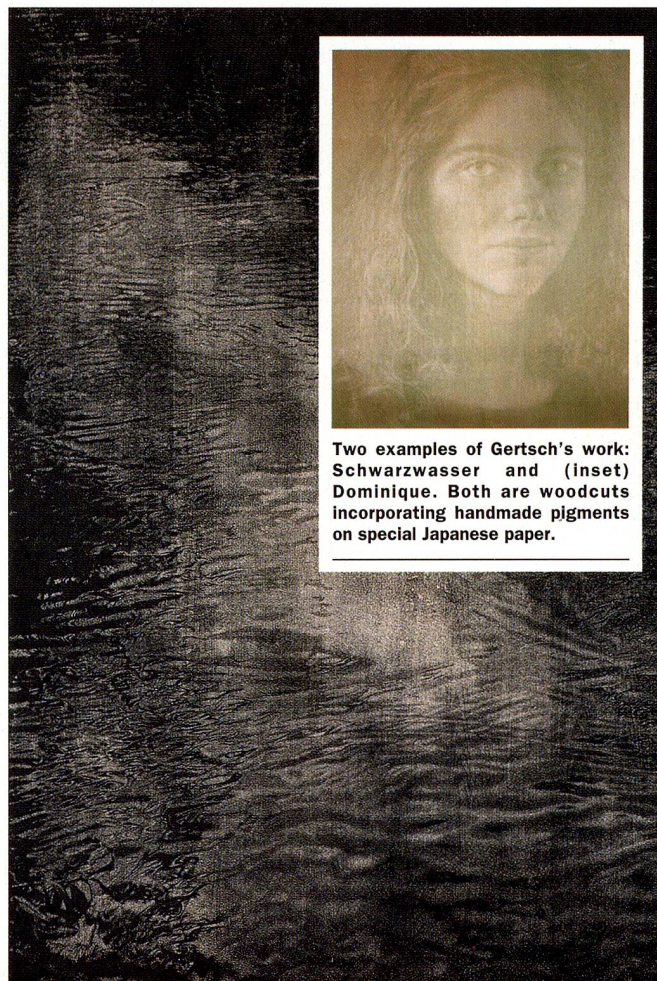 Two examples of Gertsch's work:
Schwarzwasser and (inset)
Dominique. Both are woodcuts
incorporating handmade pigments
on special Japanese paper.